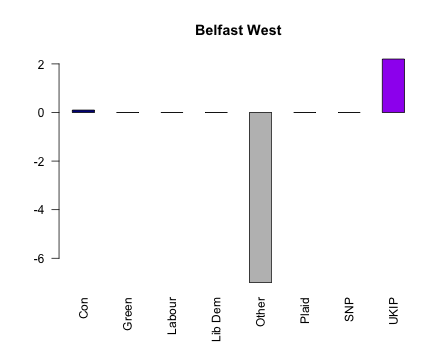 Belfast West
2
0
-2
-4
-6
Con
Green
Labour
Lib Dem
Other
Plaid
SNP
UKIP